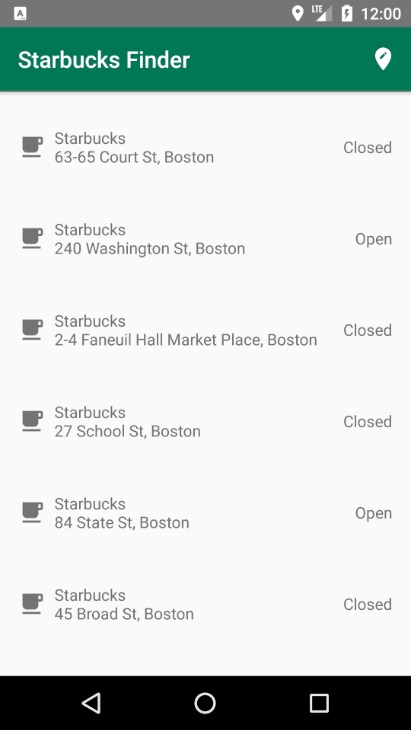 A LTE 12:00
Starbucks Finder
Starbucks
63-65 Court St, Boston
Closed
Starbucks
240 Washington St, Boston
Open
Starbucks
2-4 Faneuil Hall Market Place, Boston
Closed
Starbucks
27 School St, Boston
Closed
Starbucks
84 State St, Boston
Open
Starbucks
45 Broad St, Boston
Closed